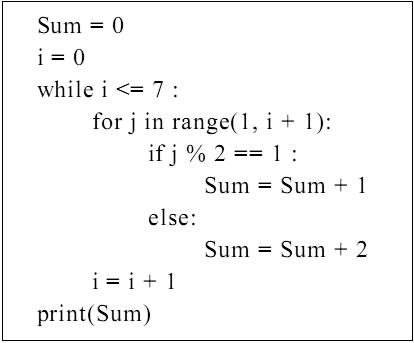 Sum = 0
i = 0
while i <= 7 :
for j in range(1, i + 1):
if j % 2 == 1 :
Sum = Sum + 1
else:
Sum = Sum + 2
i = i + 1
print(Sum)